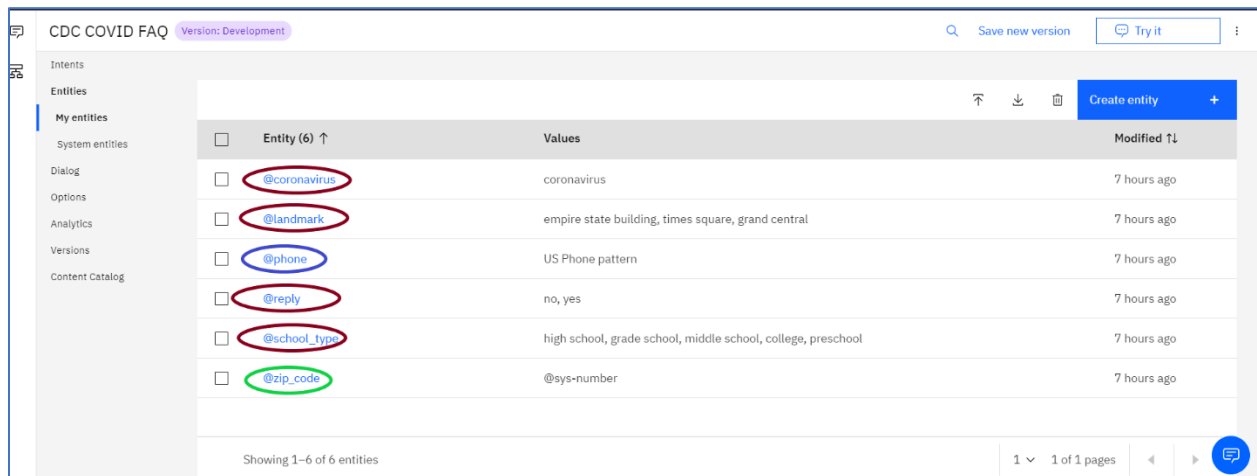 CDC COVID FAQ Version: Development Save new version Try it
Intents
Entities
My entities
System entities
Dialog
Options
Analytics
Versions
Content Catalog
Create entity +
Entity (6) ↑ Values Modified ↑↓
@coronavirus coronavirus 7 hours ago
@landmark empire state building, times square, grand central 7 hours ago
@phone US Phone pattern 7 hours ago
@reply no, yes 7 hours ago
@school_type high school, grade school, middle school, college, preschool 7 hours ago
@zip_code @sys-number 7 hours ago
Showing 1–6 of 6 entities 1 1 of 1 pages